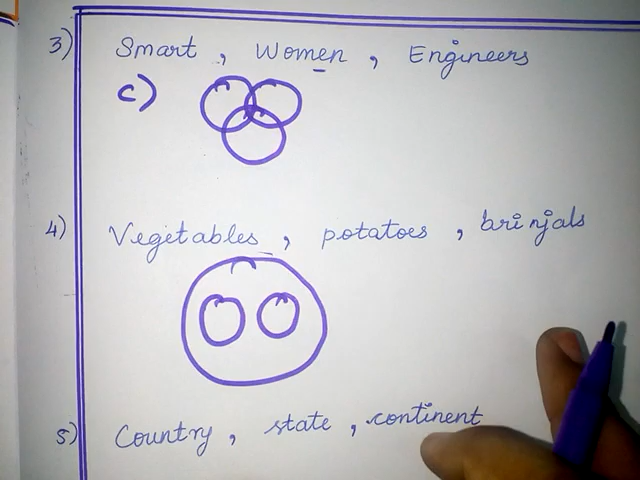 3) Smart , Women , Engineers
c)
4) Vegetables , potatoes , brinjals
5) Country , state , continent